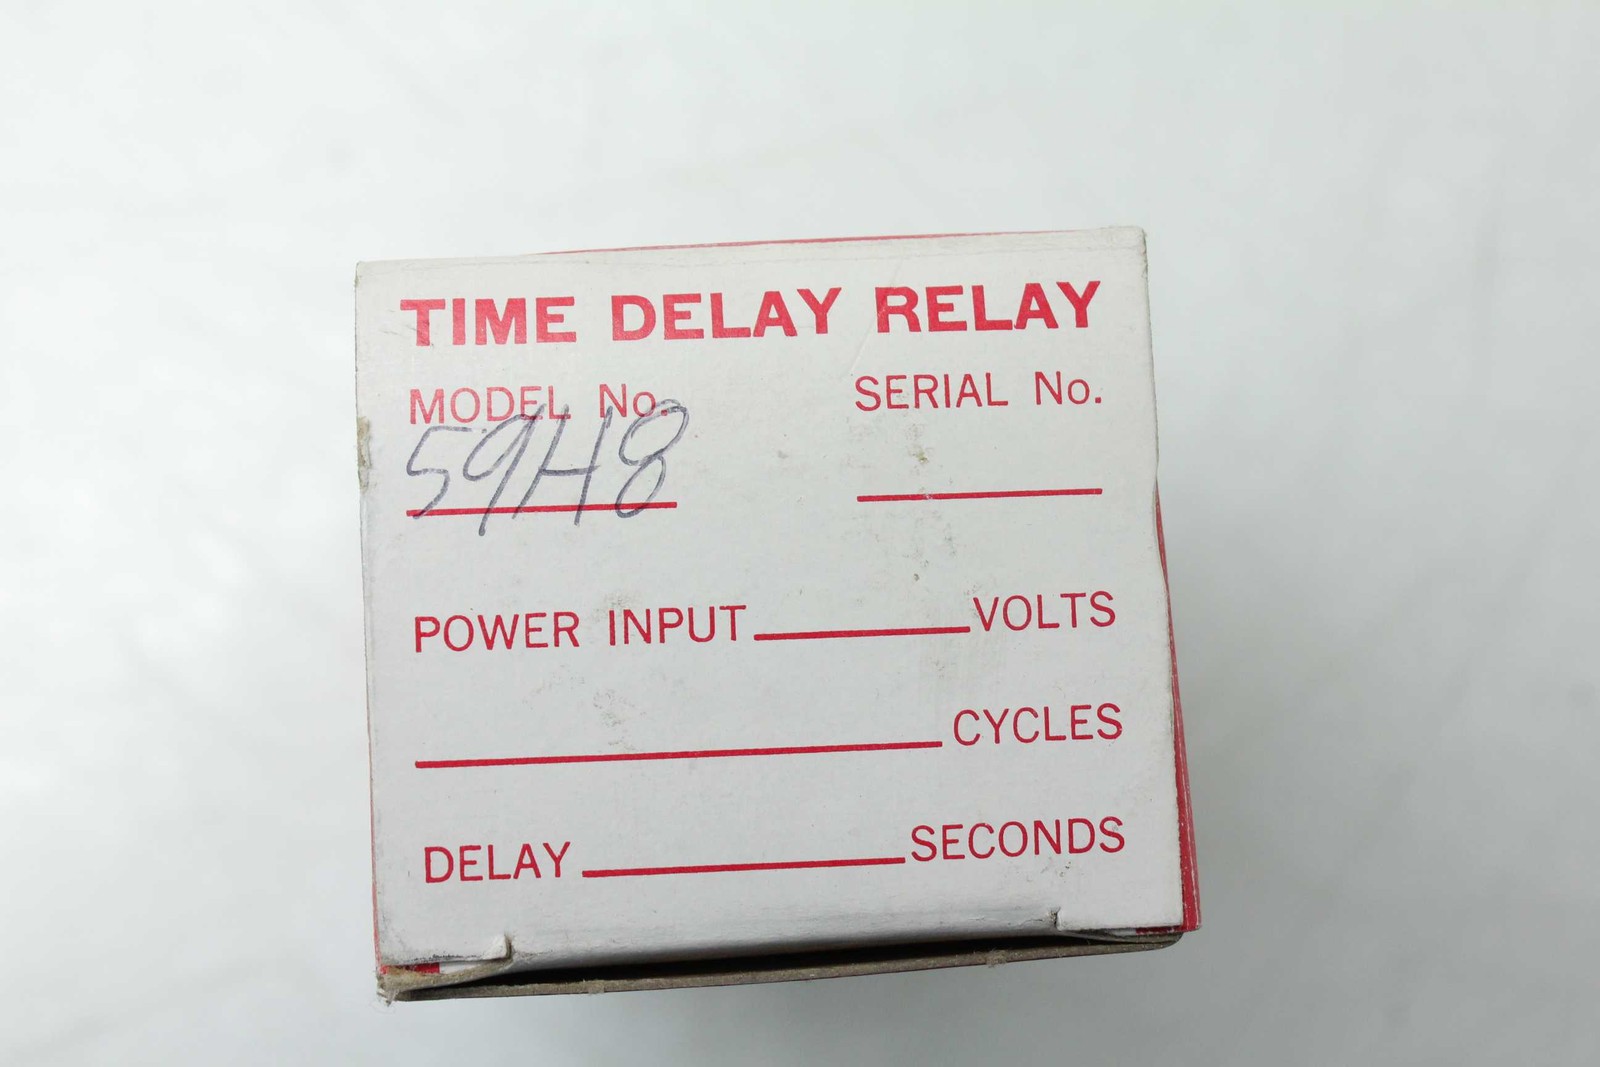 TIME DELAY RELAY
MODEL No. SERIAL No.
59H8
POWER INPUT VOLTS
CYCLES
DELAY SECONDS